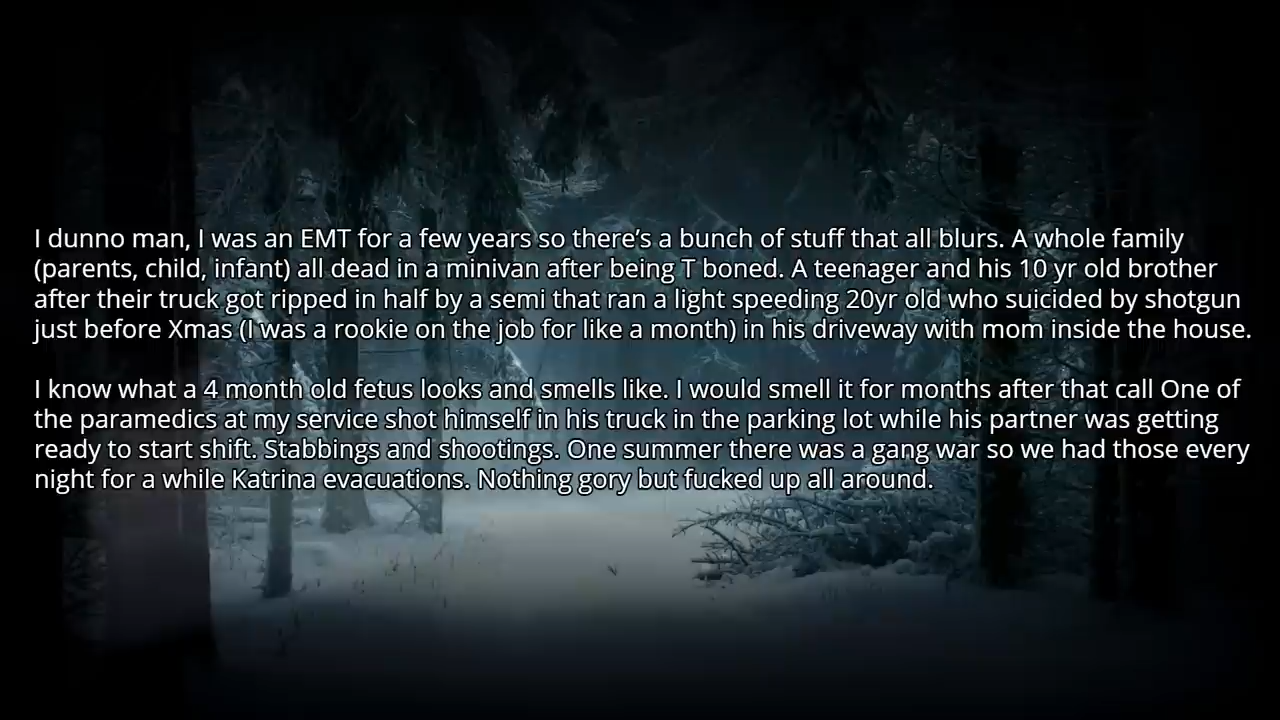 I dunno man, I was an EMT for a few years so there’s a bunch of stuff that all blurs. A whole family
(parents, child, infant) all dead in a minivan after being T boned. A teenager and his 10 yr old brother
after their truck got ripped in half by a semi that ran a light speeding 20yr old who suicided by shotgun
just before Xmas (I was a rookie on the job for like a month) in his driveway with mom inside the house.
I know what a 4 month old fetus looks and smells like. I would smell it for months after that call One of
the paramedics at my service shot himself in his truck in the parking lot while his partner was getting
ready to start shift. Stabbings and shootings. One summer there was a gang war so we had those every
night for a while Katrina evacuations. Nothing gory but fucked up all around.